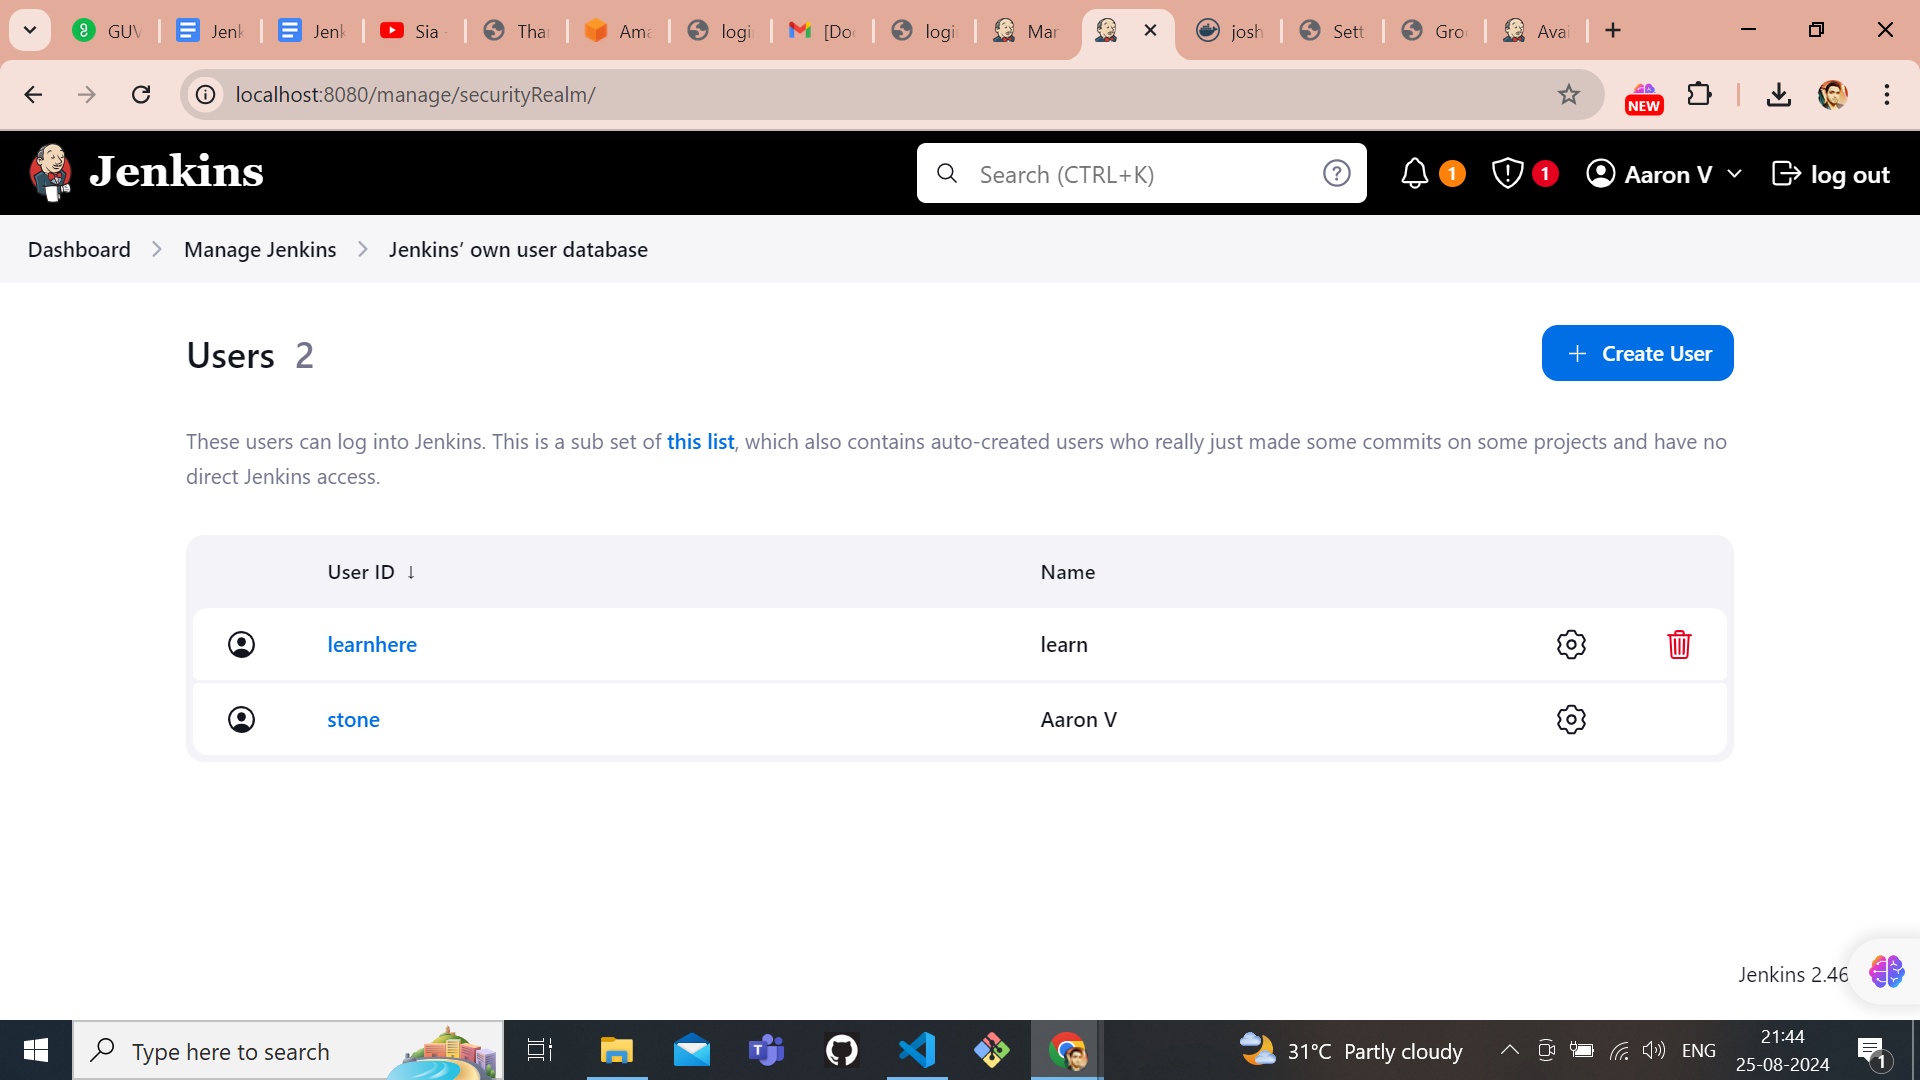 GUV
Jenk
Jenk
Sia
Tha
Ama
logi
[Do
logi
Mar
josh
Sett
Gro
Avai
localhost:8080/manage/securityRealm/
NEW
Jenkins
Search (CTRL+K)
1
1
Aaron V
log out
Dashboard
Manage Jenkins
Jenkins’ own user database
Users 2
Create User
These users can log into Jenkins. This is a sub set of this list, which also contains auto-created users who really just made some commits on some projects and have no
direct Jenkins access.
User ID ↓
Name
learnhere
learn
stone
Aaron V
Jenkins 2.46
Type here to search
31°C Partly cloudy
ENG
21:44
25-08-2024
1